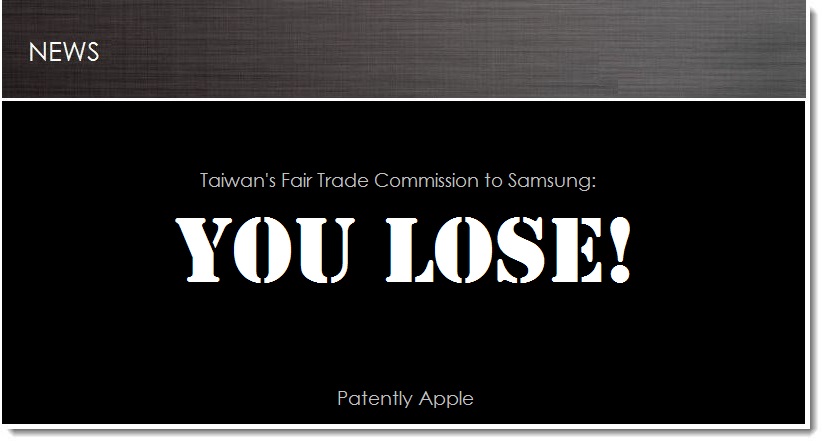 NEWS
Taiwan's Fair Trade Commission to Samsung:
YOU LOSE!
Patently Apple